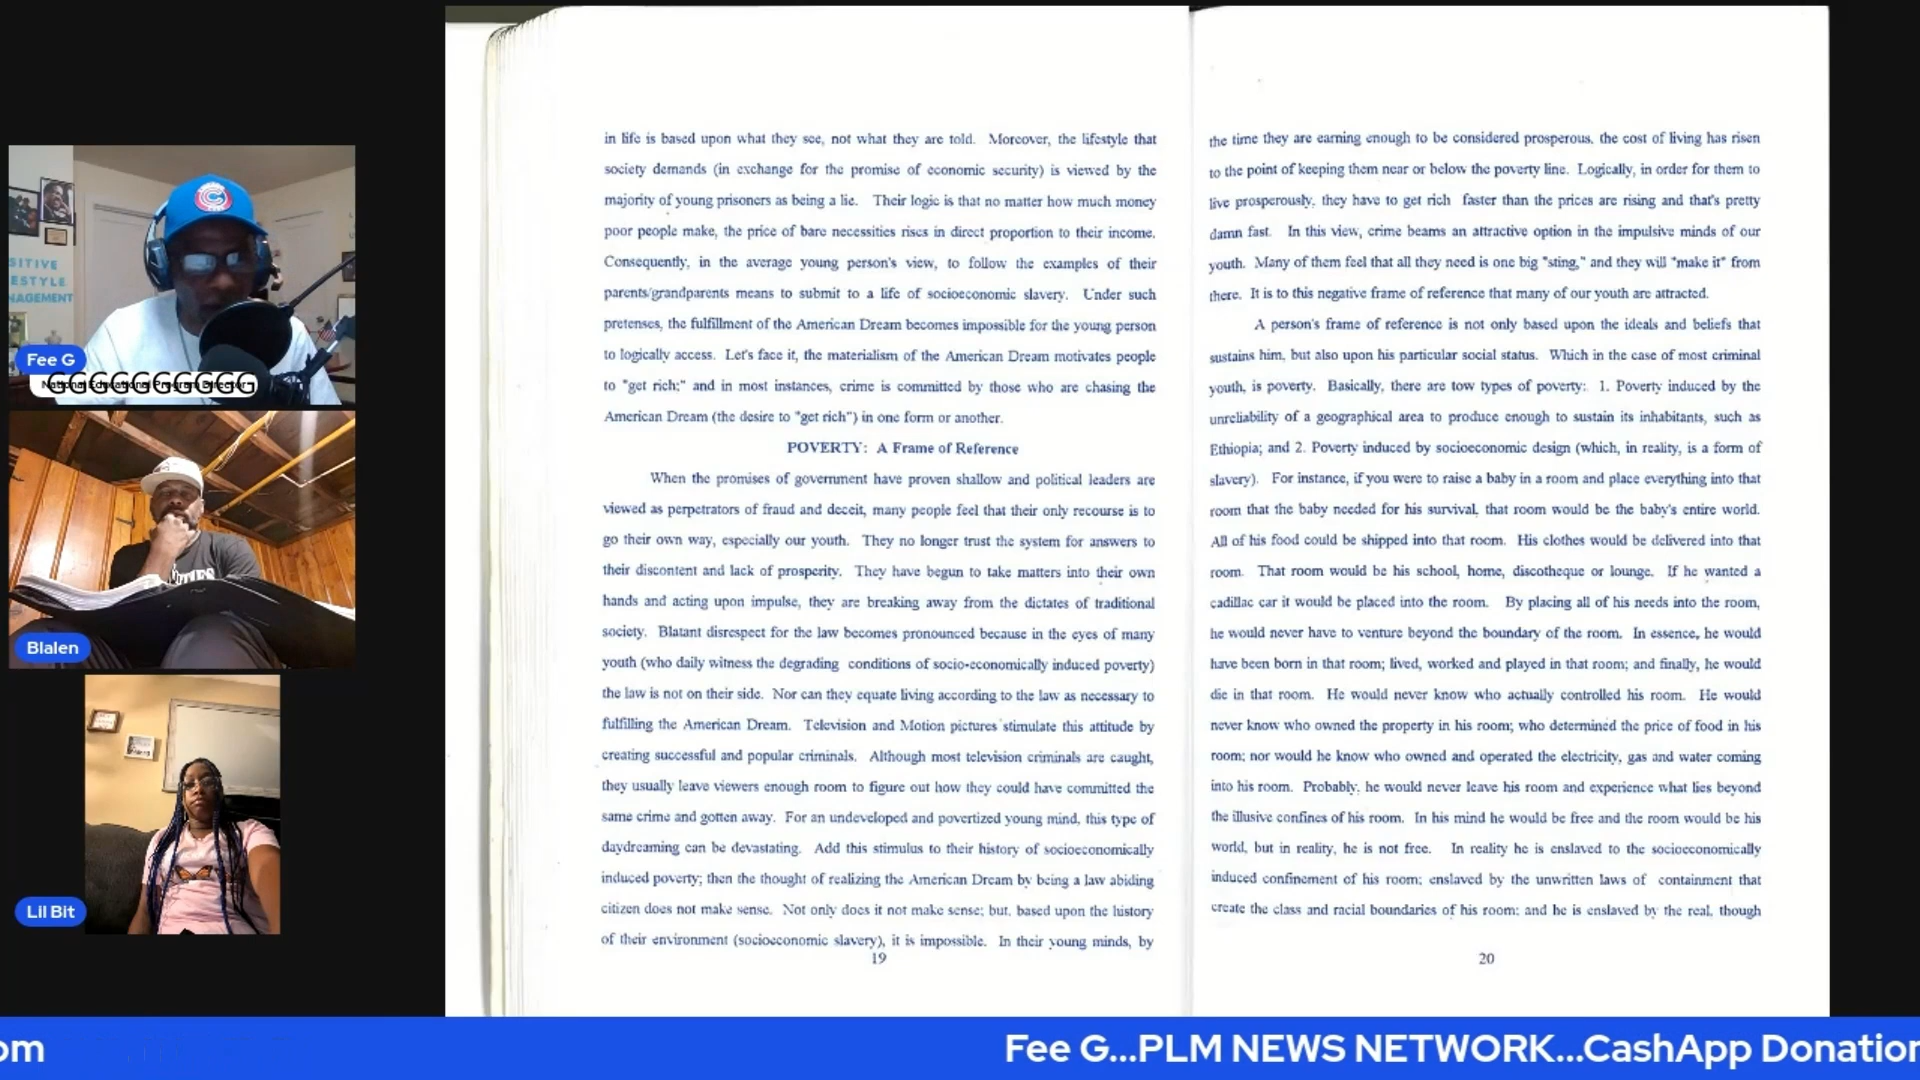 SITIVE
ESTYLE
NAGEMENT
Fee G
National Educational Program Director
GGGGGGGGGG
Blalen
Lil Bit
in life is based upon what they see, not what they are told. Moreover, the lifestyle that
society demands (in exchange for the promise of economic security) is viewed by the
majority of young prisoners as being a lie. Their logic is that no matter how much money
poor people make, the price of bare necessities rises in direct proportion to their income.
Consequently, in the average young person's view, to follow the examples of their
parents/grandparents means to submit to a life of socioeconomic slavery. Under such
pretenses, the fulfillment of the American Dream becomes impossible for the young person
to logically access. Let's face it, the materialism of the American Dream motivates people
to "get rich;" and in most instances, crime is committed by those who are chasing the
American Dream (the desire to "get rich") in one form or another.
POVERTY: A Frame of Reference
When the promises of government have proven shallow and political leaders are
viewed as perpetrators of fraud and deceit, many people feel that their only recourse is to
go their own way, especially our youth. They no longer trust the system for answers to
their discontent and lack of prosperity. They have begun to take matters into their own
hands and acting upon impulse, they are breaking away from the dictates of traditional
society. Blatant disrespect for the law becomes pronounced because in the eyes of many
youth (who daily witness the degrading conditions of socio-economically induced poverty)
the law is not on their side. Nor can they equate living according to the law as necessary to
fulfilling the American Dream. Television and Motion pictures stimulate this attitude by
creating successful and popular criminals. Although most television criminals are caught,
they usually leave viewers enough room to figure out how they could have committed the
same crime and gotten away. For an undeveloped and povertized young mind, this type of
daydreaming can be devastating. Add this stimulus to their history of socioeconomically
induced poverty; then the thought of realizing the American Dream by being a law abiding
citizen does not make sense. Not only does it not make sense; but, based upon the history
of their environment (socioeconomic slavery), it is impossible. In their young minds, by
19
the time they are earning enough to be considered prosperous, the cost of living has risen
to the point of keeping them near or below the poverty line. Logically, in order for them to
live prosperously, they have to get rich faster than the prices are rising and that's pretty
damn fast. In this view, crime beams an attractive option in the impulsive minds of our
youth. Many of them feel that all they need is one big "sting," and they will "make it" from
there. It is to this negative frame of reference that many of our youth are attracted.
A person's frame of reference is not only based upon the ideals and beliefs that
sustains him, but also upon his particular social status. Which in the case of most criminal
youth, is poverty. Basically, there are tow types of poverty: 1. Poverty induced by the
unreliability of a geographical area to produce enough to sustain its inhabitants, such as
Ethiopia; and 2. Poverty induced by socioeconomic design (which, in reality, is a form of
slavery). For instance, if you were to raise a baby in a room and place everything into that
room that the baby needed for his survival, that room would be the baby's entire world.
All of his food could be shipped into that room. His clothes would be delivered into that
room. That room would be his school, home, discotheque or lounge. If he wanted a
cadillac car it would be placed into the room. By placing all of his needs into the room,
he would never have to venture beyond the boundary of the room. In essence, he would
have been born in that room; lived, worked and played in that room; and finally, he would
die in that room. He would never know who actually controlled his room. He would
never know who owned the property in his room; who determined the price of food in his
room; nor would he know who owned and operated the electricity, gas and water coming
into his room. Probably, he would never leave his room and experience what lies beyond
the illusive confines of his room. In his mind he would be free and the room would be his
world, but in reality, he is not free. In reality he is enslaved to the socioeconomically
induced confinement of his room; enslaved by the unwritten laws of containment that
create the class and racial boundaries of his room; and he is enslaved by the real, though
20
om
Fee G...PLM NEWS NETWORK...CashApp Donation